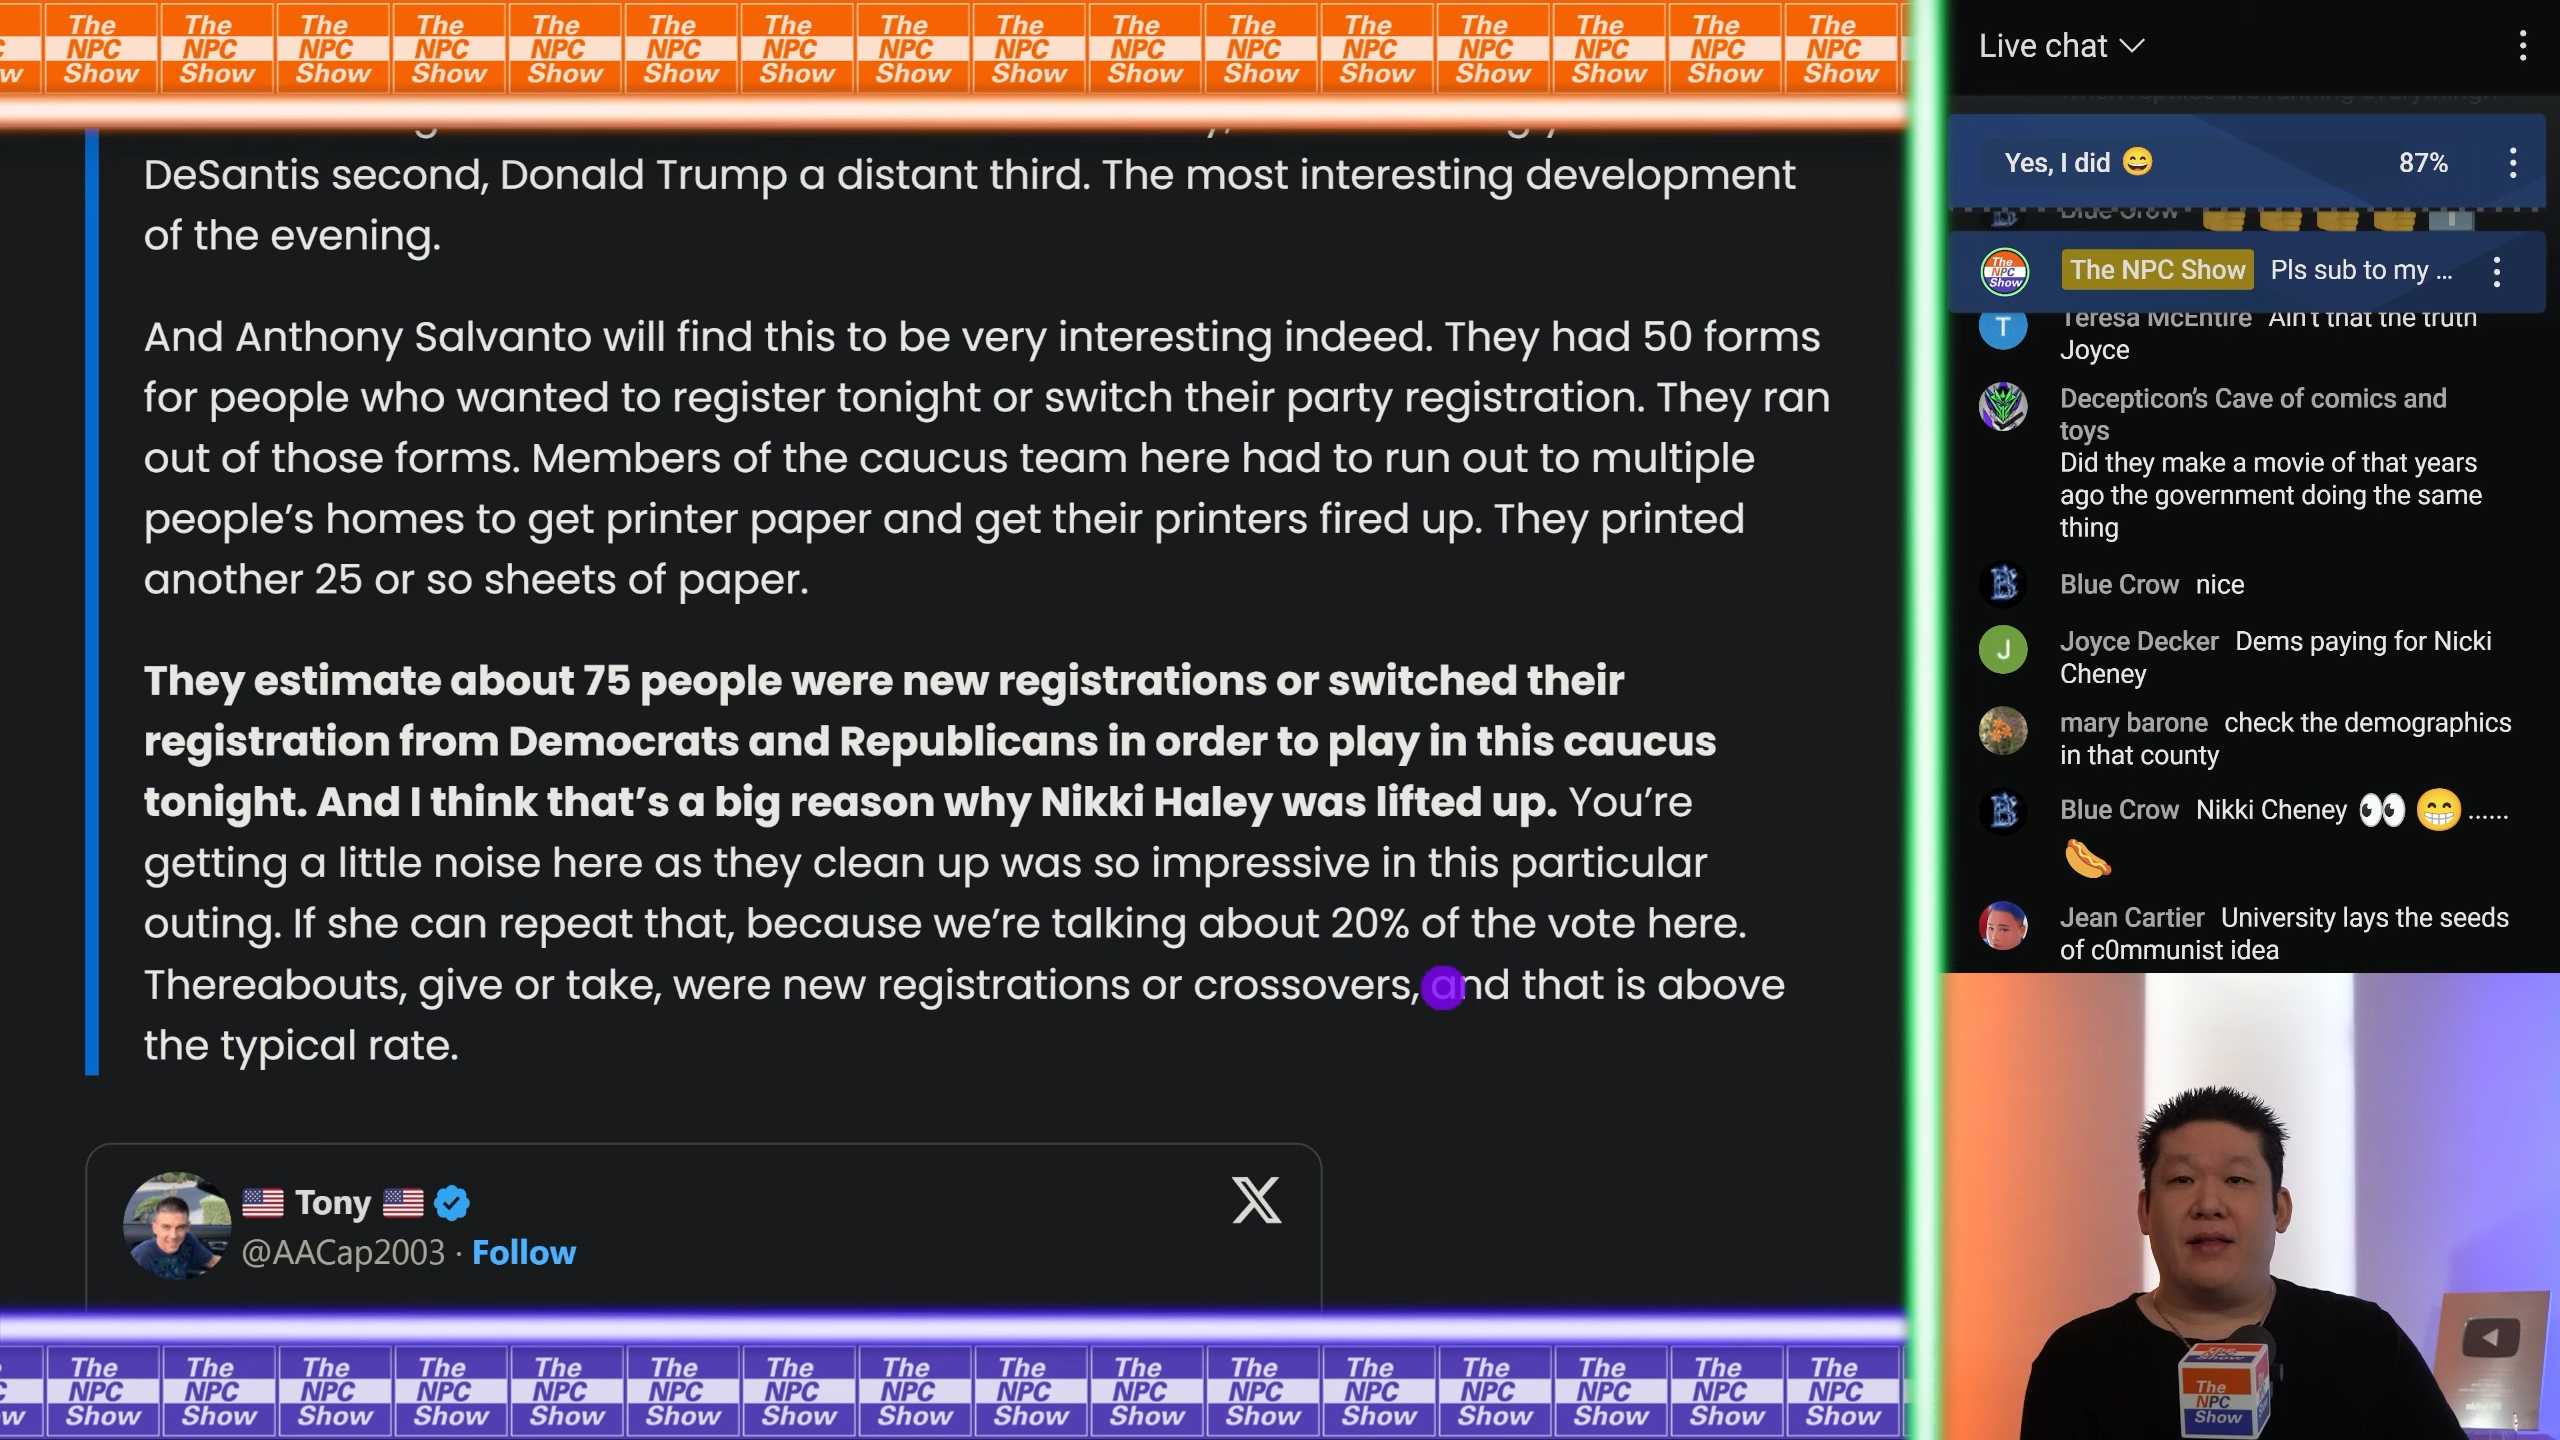 The NPC Show
DeSantis second, Donald Trump a distant third. The most interesting development
of the evening.
And Anthony Salvanto will find this to be very interesting indeed. They had 50 forms
for people who wanted to register tonight or switch their party registration. They ran
out of those forms. Members of the caucus team here had to run out to multiple
people’s homes to get printer paper and get their printers fired up. They printed
another 25 or so sheets of paper.
They estimate about 75 people were new registrations or switched their
registration from Democrats and Republicans in order to play in this caucus
tonight. And I think that’s a big reason why Nikki Haley was lifted up. You’re
getting a little noise here as they clean up was so impressive in this particular
outing. If she can repeat that, because we’re talking about 20% of the vote here.
Thereabouts, give or take, were new registrations or crossovers, and that is above
the typical rate.
🇺🇸 Tony 🇺🇸
@AACap2003 · Follow
The NPC Show
Live chat
Yes, I did 😄 87%
Blue Crow
The NPC Show Pls sub to my ...
Teresa McEntire Ain't that the truth
Joyce
Decepticon’s Cave of comics and
toys
Did they make a movie of that years
ago the government doing the same
thing
Blue Crow nice
Joyce Decker Dems paying for Nicki
Cheney
mary barone check the demographics
in that county
Blue Crow Nikki Cheney 👀 😁......
🌭
Jean Cartier University lays the seeds
of c0mmunist idea
The
NPC
Show